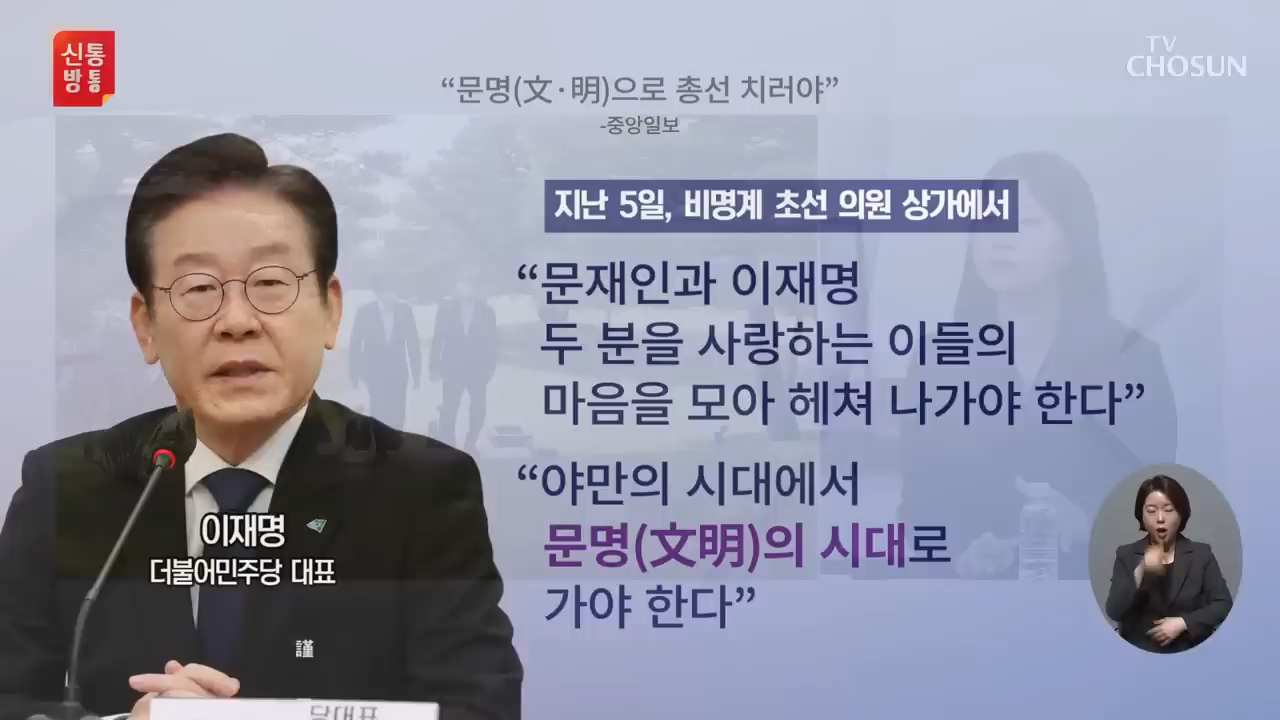 신통
방통
TV
CHOSUN
“문명(文·明)으로 총선 치러야”
-중앙일보
지난 5일, 비명계 초선 의원 상가에서
“문재인과 이재명
두 분을 사랑하는 이들의
마음을 모아 헤쳐 나가야 한다”
“야만의 시대에서
문명(文明)의 시대로
가야 한다”
이재명
더불어민주당 대표
謹
당대표